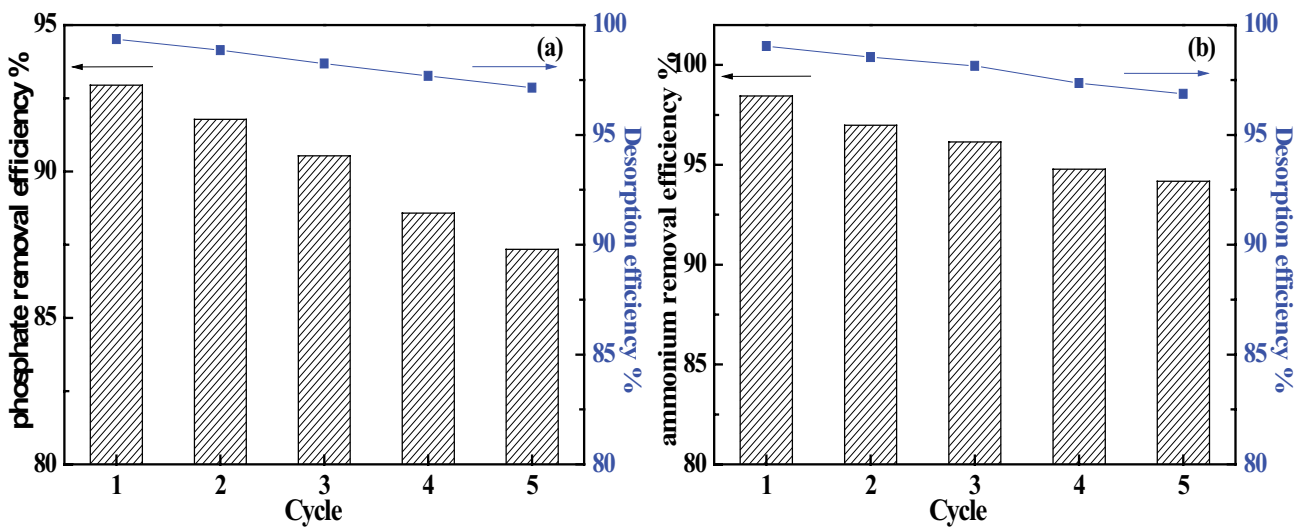 (a)
phosphate removal efficiency %
95
90
85
80
1 2 3 4 5
Cycle
100
95
90
85
80
Desorption efficiency %
(b)
ammonium removal efficiency %
100
95
90
85
80
1 2 3 4 5
Cycle
100
95
90
85
80
Desorption efficiency %